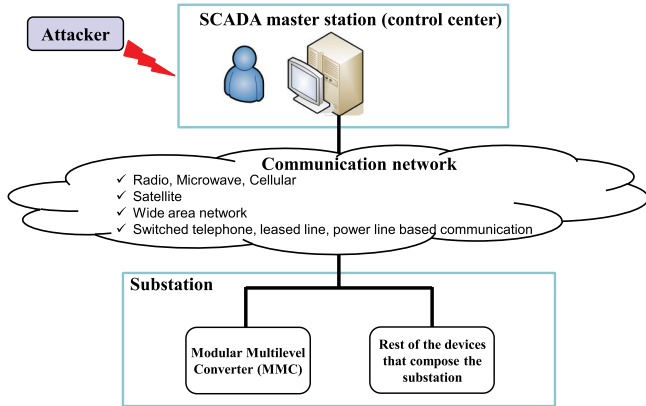 SCADA master station (control center)
Attacker
Communication network
✓ Radio, Microwave, Cellular
✓ Satellite
✓ Wide area network
✓ Switched telephone, leased line, power line based communication
Substation
Modular Multilevel
Converter (MMC)
Rest of the devices
that compose the
substation